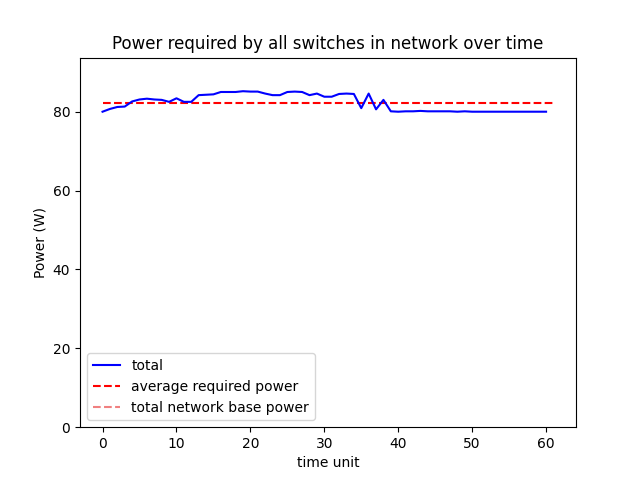 Power required by all switches in network over time
Power (W)
80
60
40
20
0
total
average required power
total network base power
0 10 20 30 40 50 60
time unit